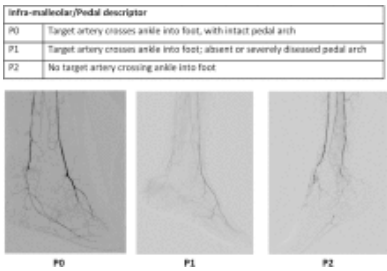 Infra-malleolar/Pedal descriptor
P0 Target artery crosses ankle into foot, with intact pedal arch
P1 Target artery crosses ankle into foot; absent or severely diseased pedal arch
P2 No target artery crossing ankle into foot
P0 P1 P2